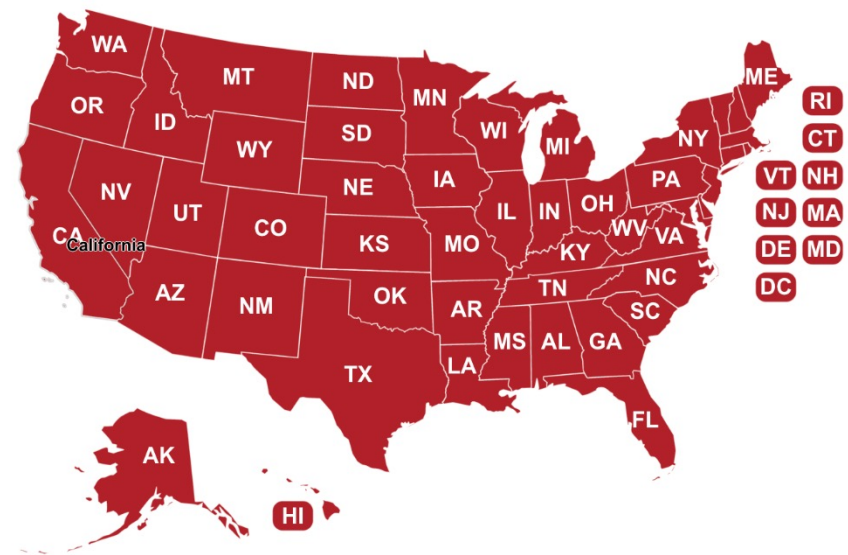 WA
MT
ND
MN
ME
OR
ID
SD
WI
MI
NY
RI
WY
CT
NV
NE
IA
PA
VT
NH
UT
CO
IL
IN
OH
NJ
MA
CA
California
KS
MO
KY
WV
VA
DE
MD
AZ
NM
OK
AR
TN
NC
DC
SC
TX
LA
MS
AL
GA
FL
AK
HI